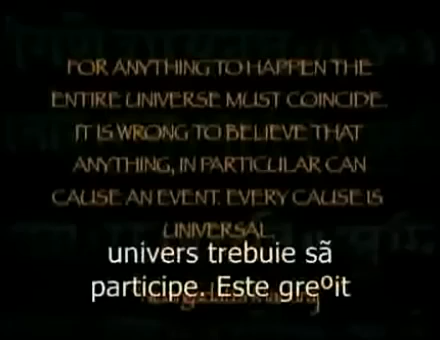 FOR ANYTHING TO HAPPEN THE
ENTIRE UNIVERSE MUST COINCIDE.
IT IS WRONG TO BELIEVE THAT
ANYTHING, IN PARTICULAR CAN
CAUSE AN EVENT. EVERY CAUSE IS
UNIVERSAL.
univers trebuie sã
participe. Este greºit